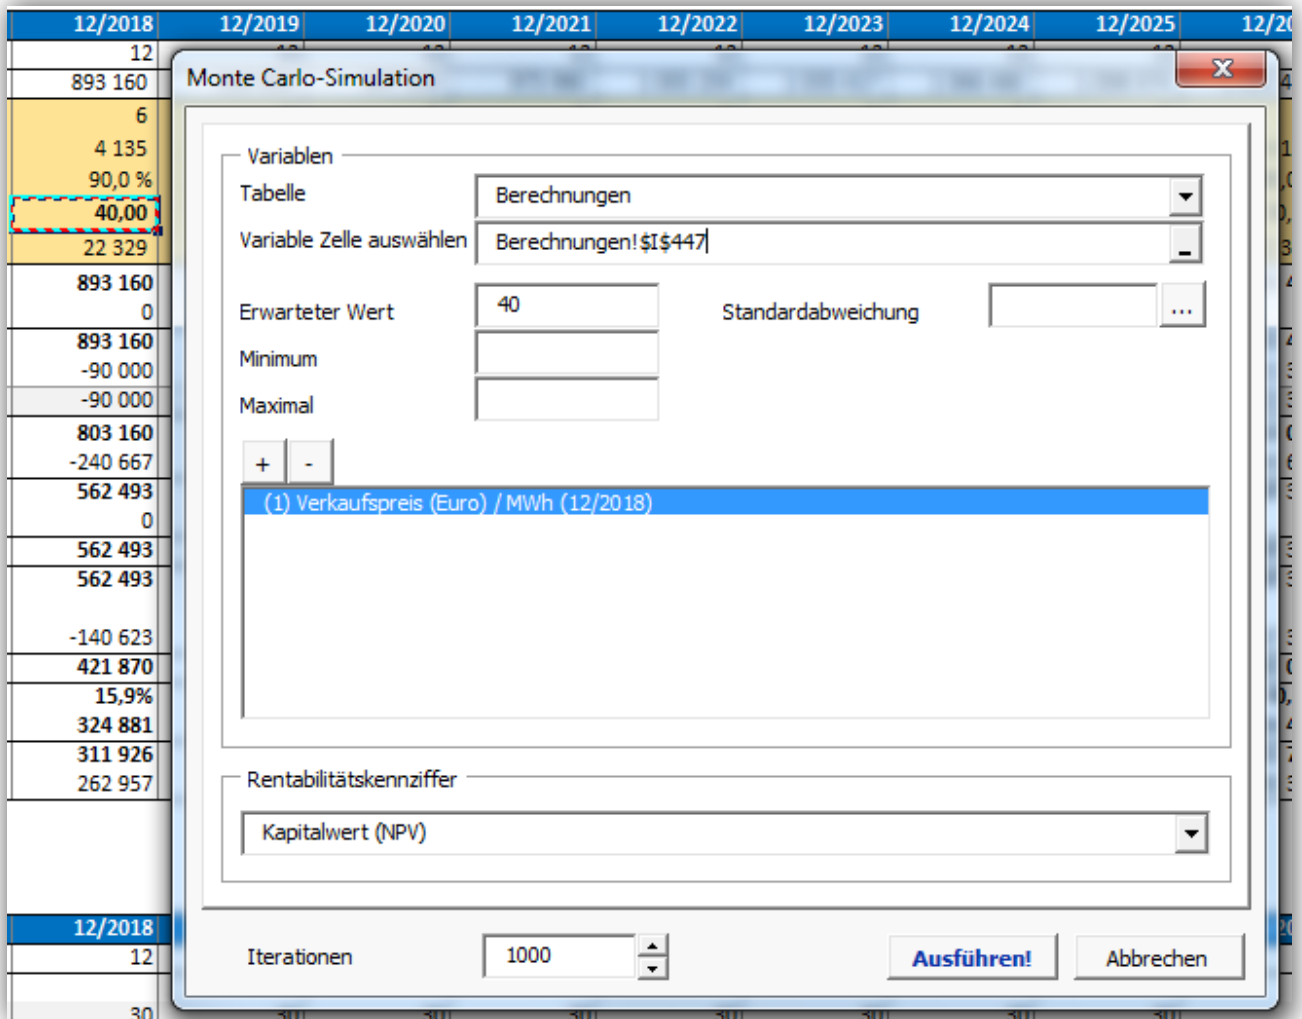 12/2018 12/2019 12/2020 12/2021 12/2022 12/2023 12/2024 12/2025
12
893 160
6
4 135
90,0 %
40,00
22 329
893 160
0
893 160
-90 000
-90 000
803 160
-240 667
562 493
0
562 493
562 493
-140 623
421 870
15,9%
324 881
311 926
262 957
12/2018
12
30
Monte Carlo-Simulation
Variablen
Tabelle Berechnungen
Variable Zelle auswählen Berechnungen!$I$447
Erwarteter Wert 40 Standardabweichung ...
Minimum
Maximal
+ -
(1) Verkaufspreis (Euro) / MWh (12/2018)
Rentabilitätskennziffer
Kapitalwert (NPV)
Iterationen 1000 Ausführen! Abbrechen